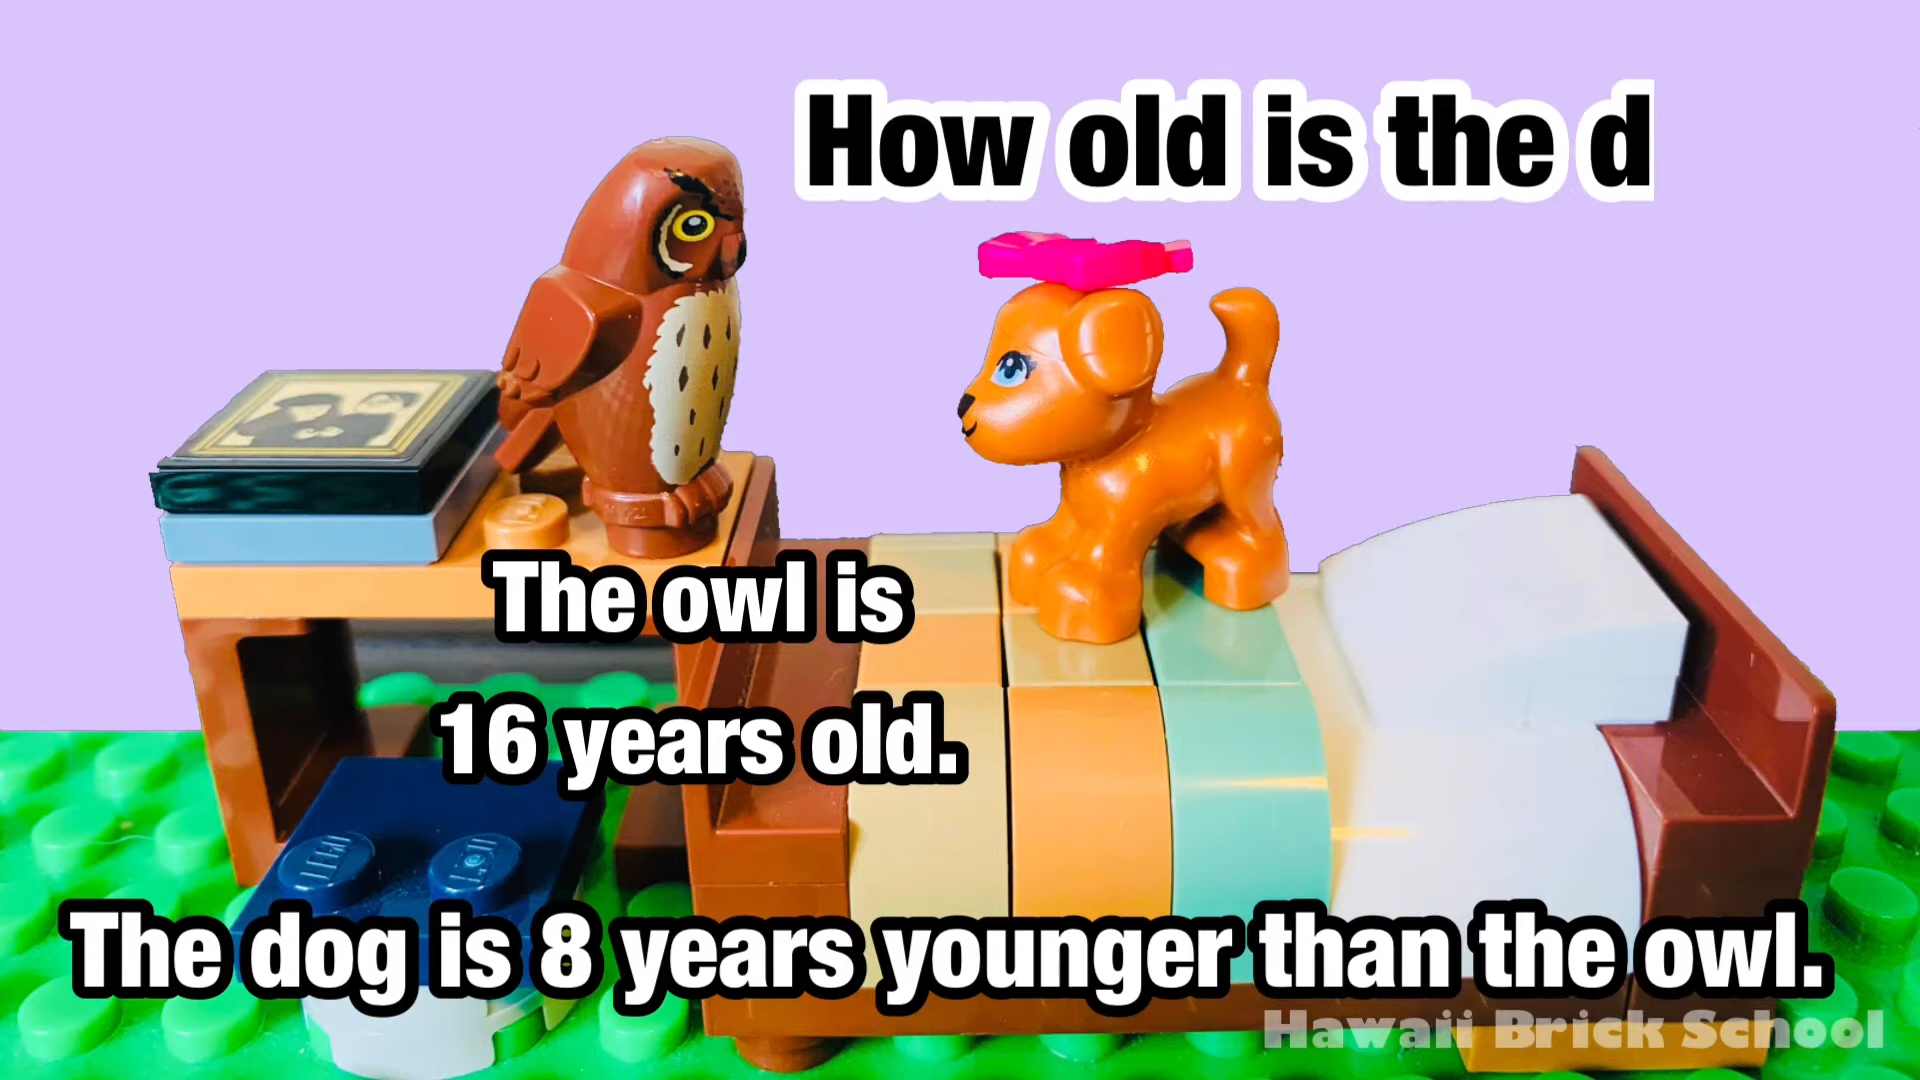 How old is the d
The owl is
16 years old.
The dog is 8 years younger than the owl.
Hawaii Brick School
LEGO